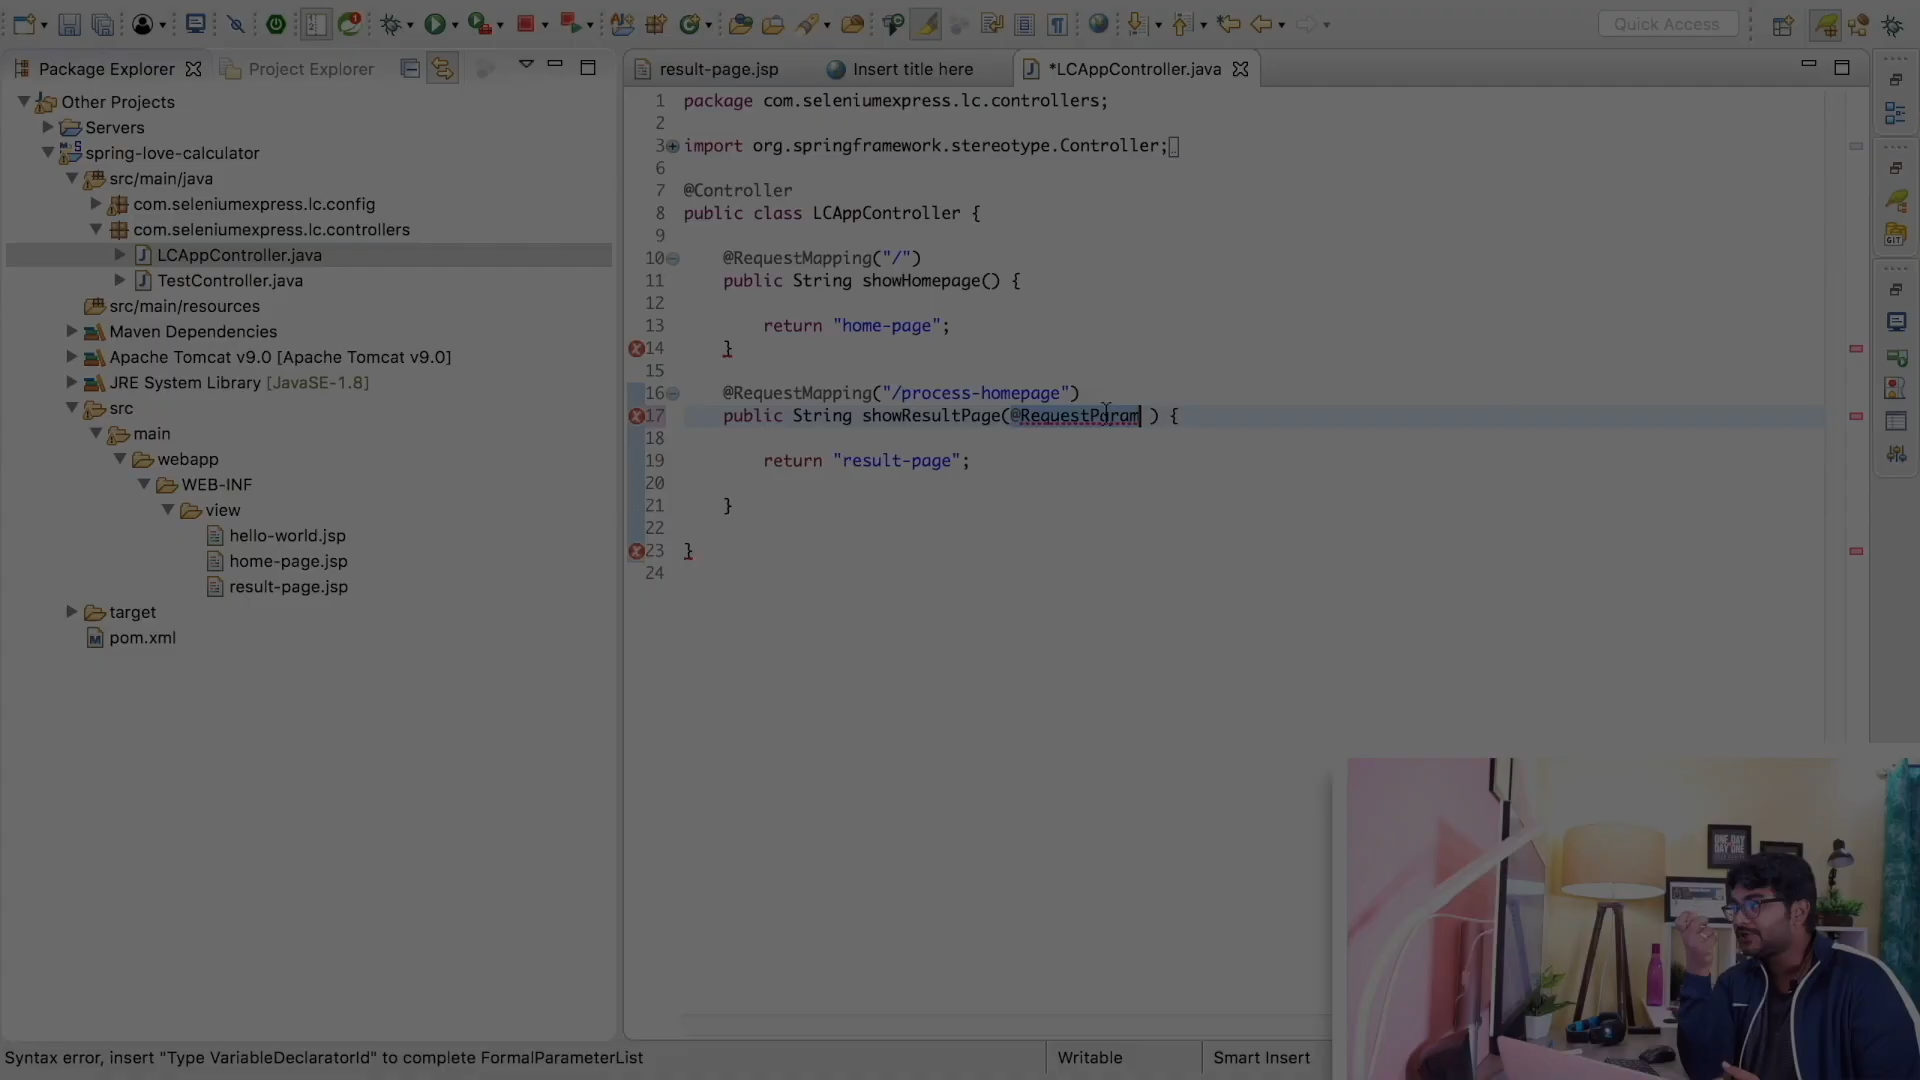 Quick Access
Package Explorer
Project Explorer
result-page.jsp
Insert title here
*LCAppController.java
Other Projects
Servers
spring-love-calculator
src/main/java
com.seleniumexpress.lc.config
com.seleniumexpress.lc.controllers
LCAppController.java
TestController.java
src/main/resources
Maven Dependencies
Apache Tomcat v9.0 [Apache Tomcat v9.0]
JRE System Library [JavaSE-1.8]
src
main
webapp
WEB-INF
view
hello-world.jsp
home-page.jsp
result-page.jsp
target
pom.xml
1 package com.seleniumexpress.lc.controllers;
2
3 import org.springframework.stereotype.Controller;
6
7 @Controller
8 public class LCAppController {
9
10 @RequestMapping("/")
11 public String showHomepage() {
12
13 return "home-page";
14 }
15
16 @RequestMapping("/process-homepage")
17 public String showResultPage(@RequestParam ) {
18
19 return "result-page";
20
21 }
22
23 }
24
ONE DAY
DAY ONE
Syntax error, insert "Type VariableDeclaratorId" to complete FormalParameterList
Writable
Smart Insert